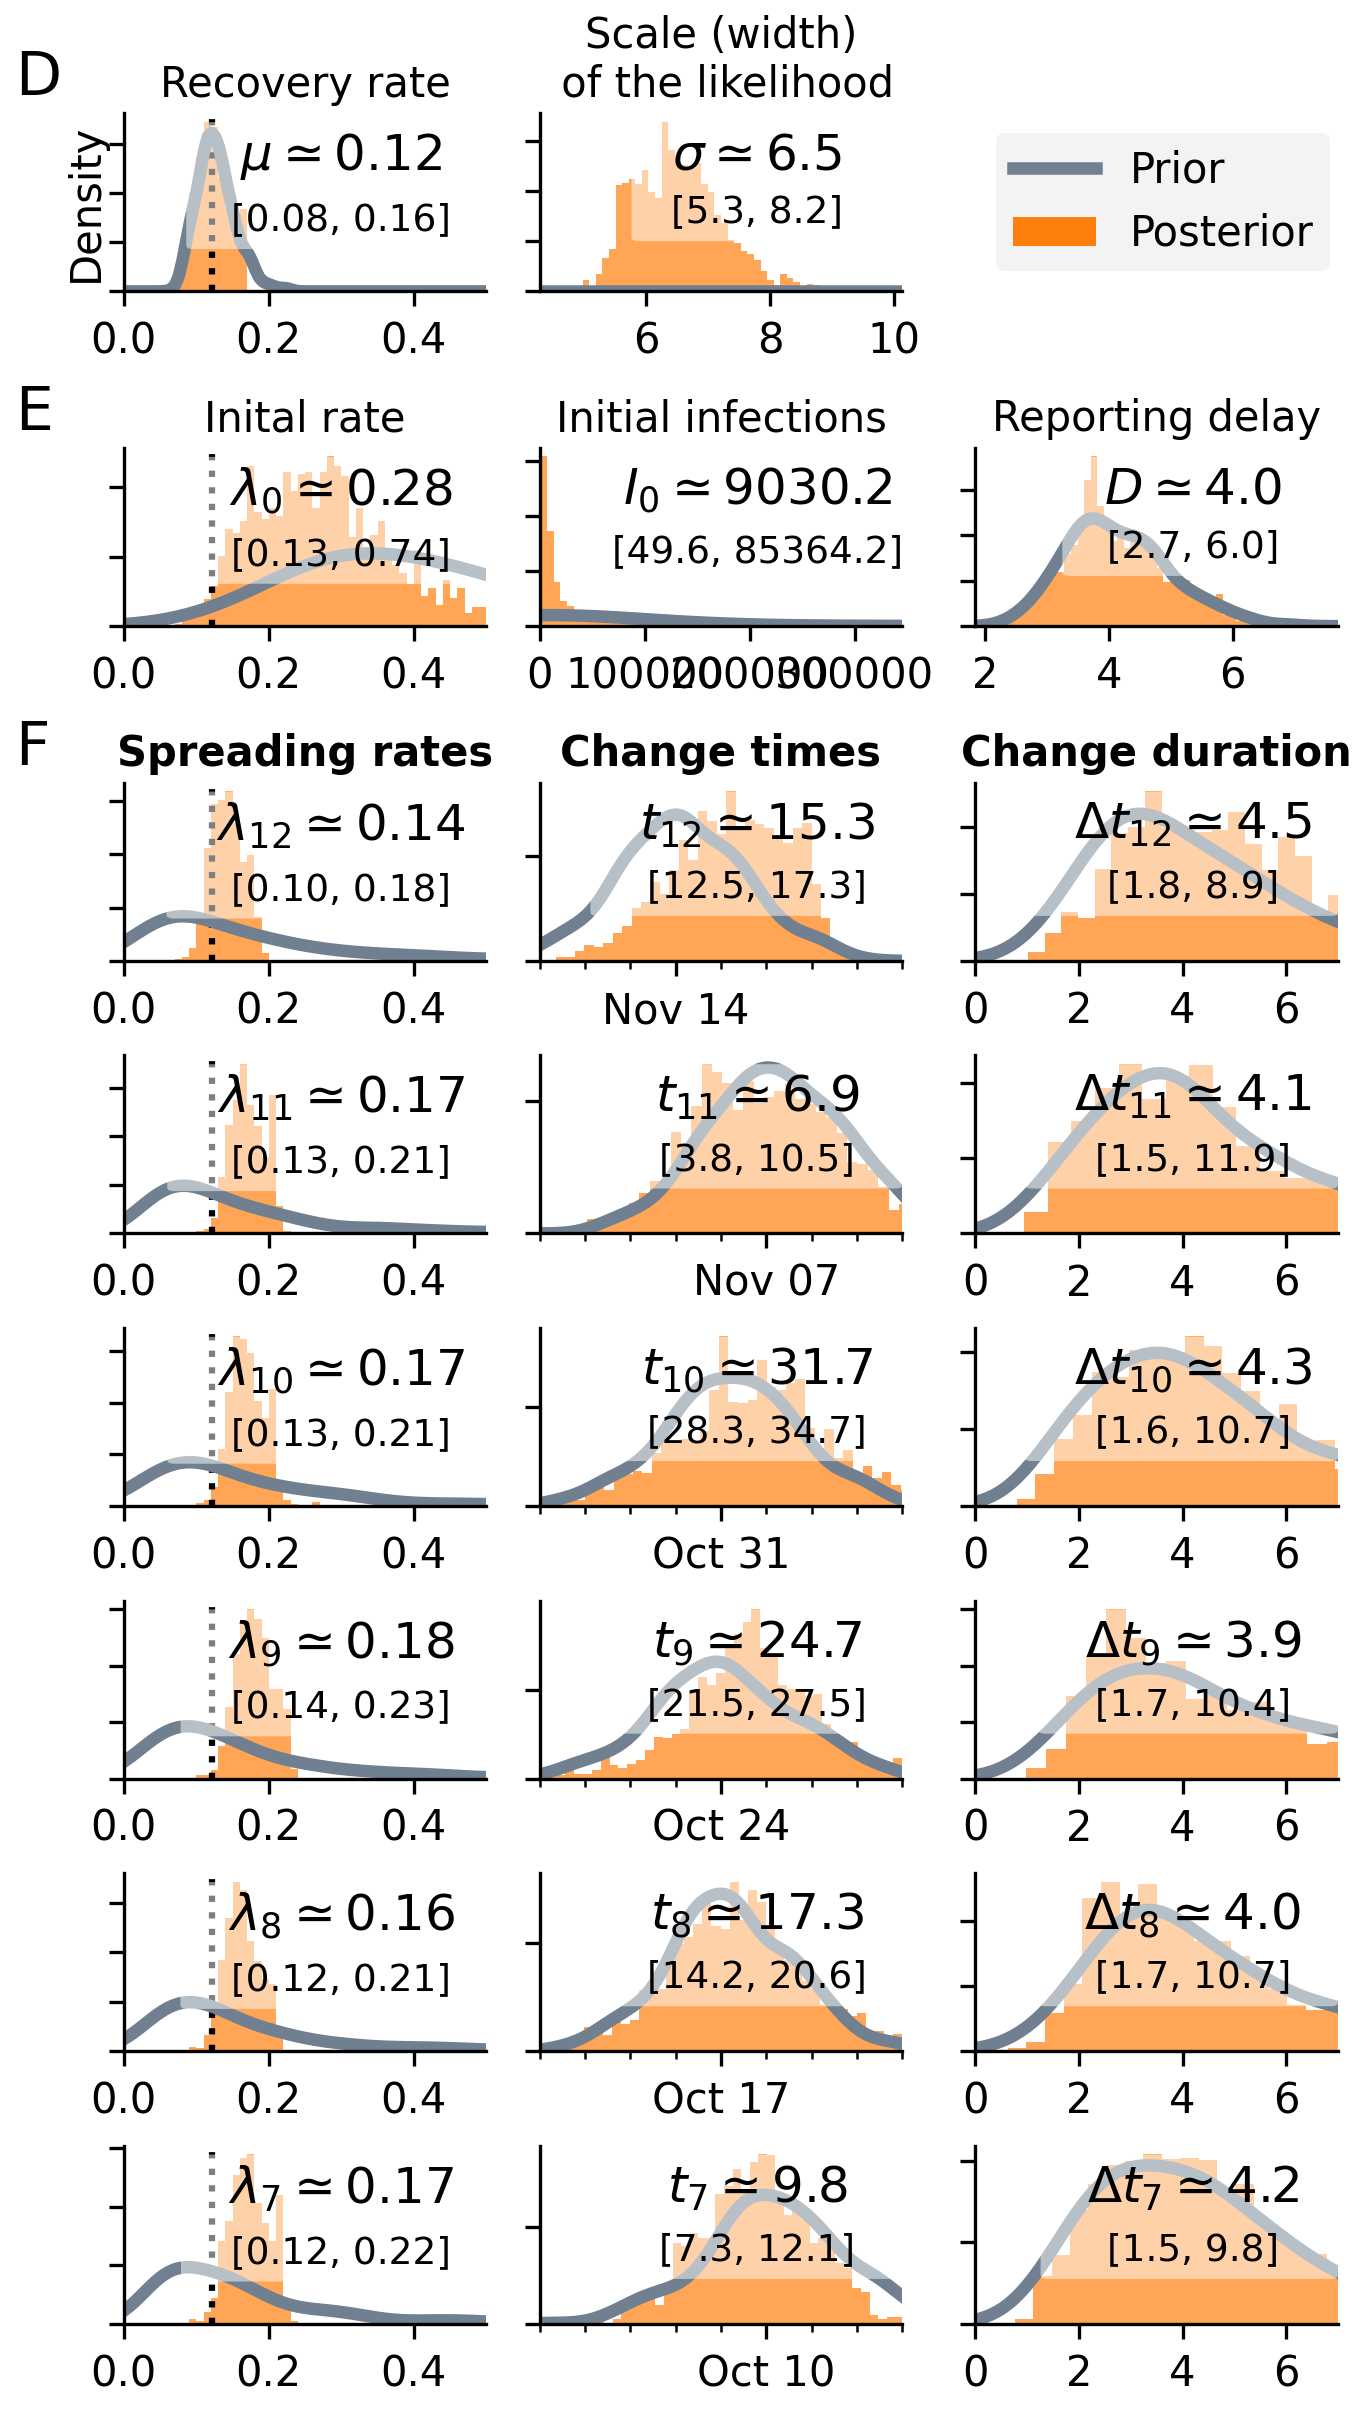 D
Recovery rate
Scale (width)
of the likelihood
Density
μ ≃ 0.12
[0.08, 0.16]
σ ≃ 6.5
[5.3, 8.2]
Prior
Posterior
0.0 0.2 0.4
6 8 10
E
Inital rate
Initial infections
Reporting delay
λ0 ≃ 0.28
[0.13, 0.74]
I0 ≃ 9030.2
[49.6, 85364.2]
D ≃ 4.0
[2.7, 6.0]
0.0 0.2 0.4
0 100000 200000 300000
2 4 6
F
Spreading rates
Change times
Change duration
λ12 ≃ 0.14
[0.10, 0.18]
t12 ≃ 15.3
[12.5, 17.3]
Δt12 ≃ 4.5
[1.8, 8.9]
0.0 0.2 0.4
Nov 14
0 2 4 6
λ11 ≃ 0.17
[0.13, 0.21]
t11 ≃ 6.9
[3.8, 10.5]
Δt11 ≃ 4.1
[1.5, 11.9]
0.0 0.2 0.4
Nov 07
0 2 4 6
λ10 ≃ 0.17
[0.13, 0.21]
t10 ≃ 31.7
[28.3, 34.7]
Δt10 ≃ 4.3
[1.6, 10.7]
0.0 0.2 0.4
Oct 31
0 2 4 6
λ9 ≃ 0.18
[0.14, 0.23]
t9 ≃ 24.7
[21.5, 27.5]
Δt9 ≃ 3.9
[1.7, 10.4]
0.0 0.2 0.4
Oct 24
0 2 4 6
λ8 ≃ 0.16
[0.12, 0.21]
t8 ≃ 17.3
[14.2, 20.6]
Δt8 ≃ 4.0
[1.7, 10.7]
0.0 0.2 0.4
Oct 17
0 2 4 6
λ7 ≃ 0.17
[0.12, 0.22]
t7 ≃ 9.8
[7.3, 12.1]
Δt7 ≃ 4.2
[1.5, 9.8]
0.0 0.2 0.4
Oct 10
0 2 4 6